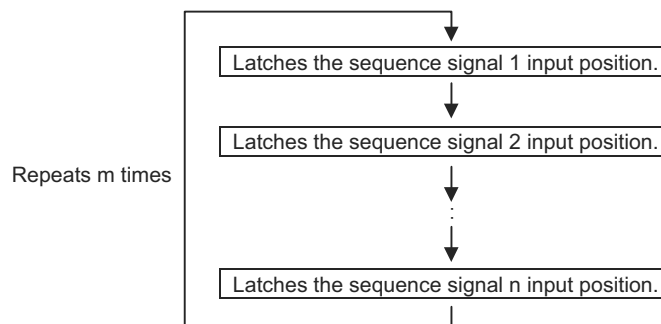 Latches the sequence signal 1 input position.
Latches the sequence signal 2 input position.
Repeats m times
Latches the sequence signal n input position.